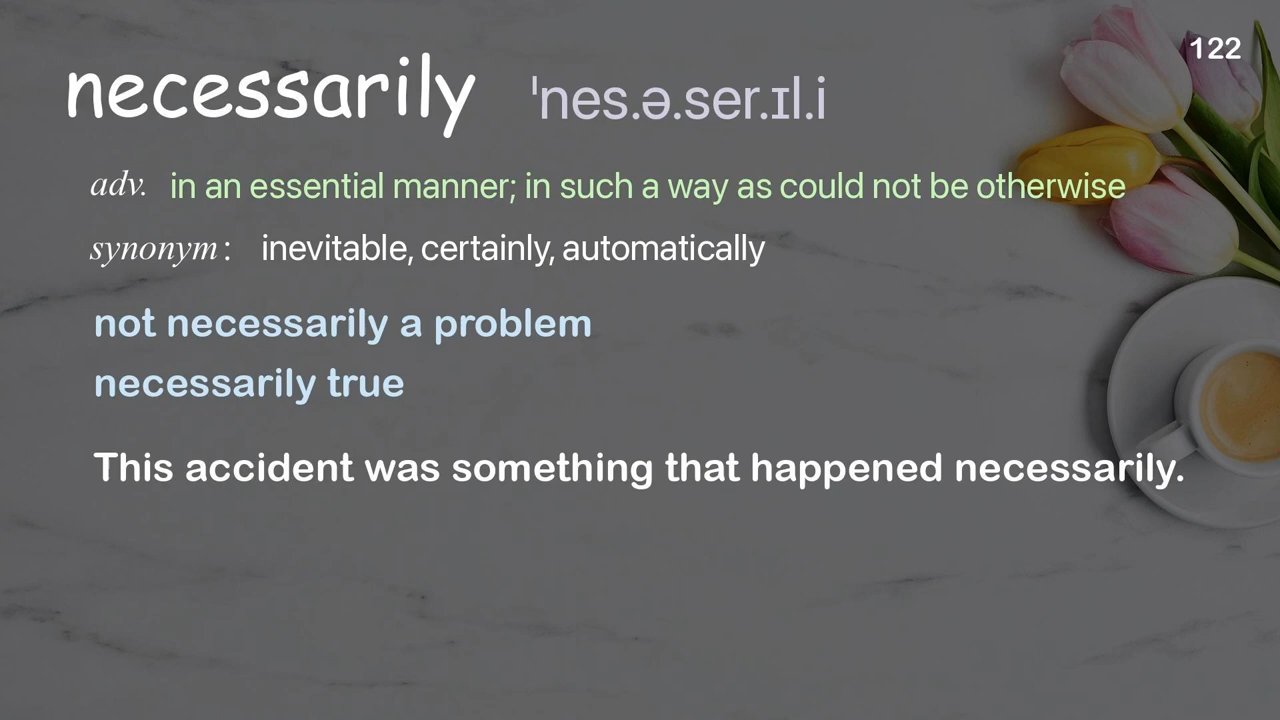 122
necessarily ˈnes.ə.ser.ɪl.i
adv. in an essential manner; in such a way as could not be otherwise
synonym: inevitable, certainly, automatically
not necessarily a problem
necessarily true
This accident was something that happened necessarily.